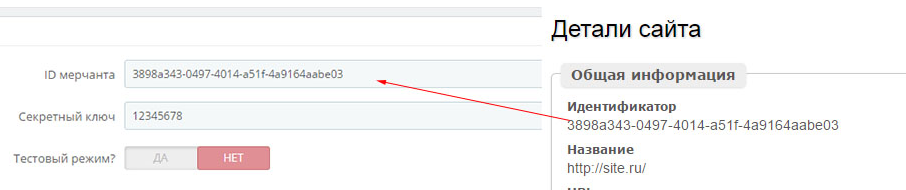 ID мерчанта
3898a343-0497-4014-a51f-4a9164aabe03
Секретный ключ
12345678
Тестовый режим?
ДА
НЕТ
Детали сайта
Общая информация
Идентификатор
3898a343-0497-4014-a51f-4a9164aabe03
Название
http://site.ru/